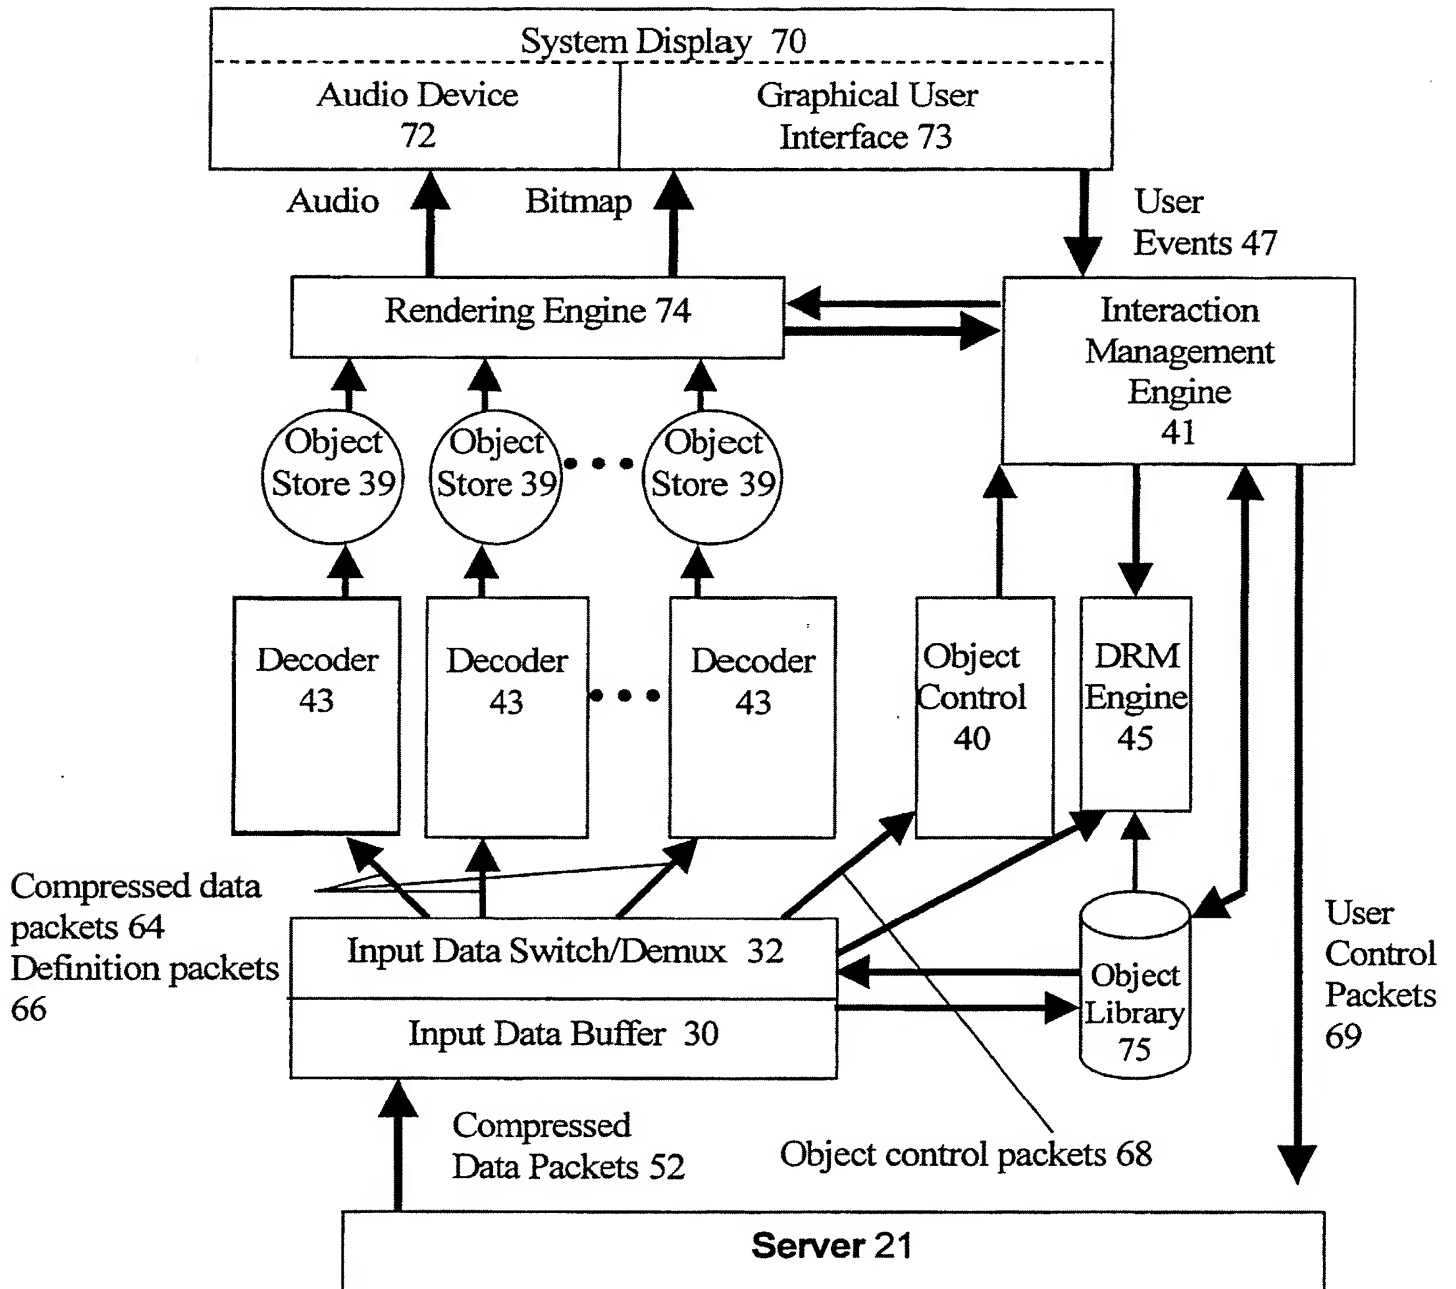 System Display 70
Audio Device
72
Graphical User
Interface 73
Audio
Bitmap
User
Events 47
Rendering Engine 74
Interaction
Management
Engine
41
Object
Store 39
Object
Store 39
Object
Store 39
Decoder
43
Decoder
43
Decoder
43
Object
Control
40
DRM
Engine
45
Compressed data
packets 64
Definition packets
66
Input Data Switch/Demux 32
Input Data Buffer 30
Object
Library
75
User
Control
Packets
69
Compressed
Data Packets 52
Object control packets 68
Server 21